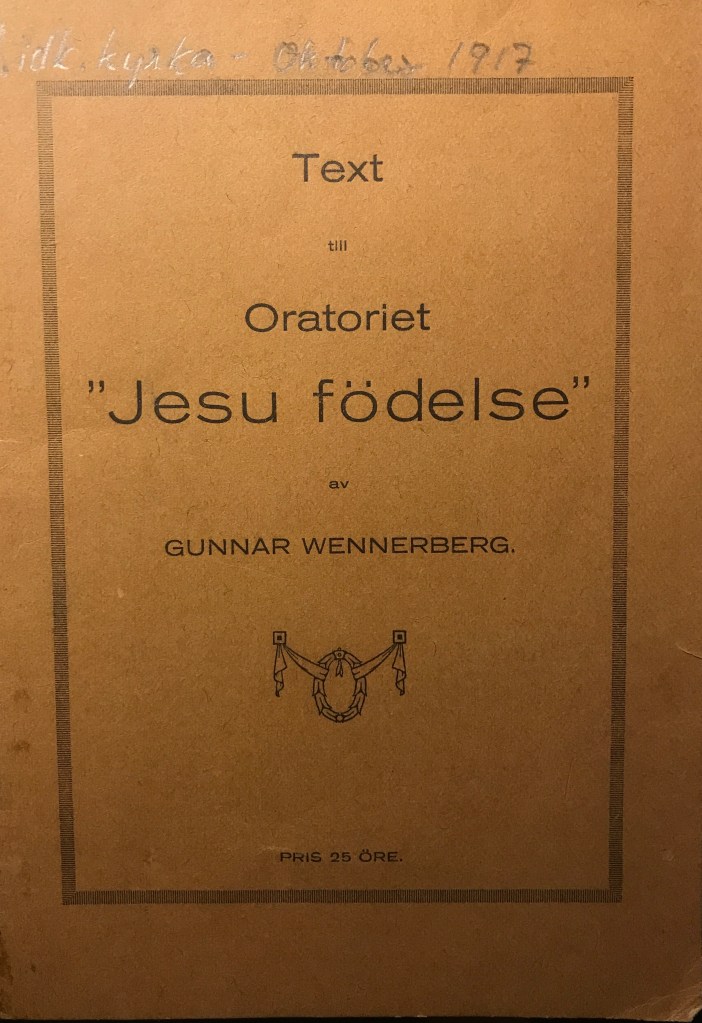 kyrka - Oktober 1917
Text
till
Oratoriet
”Jesu födelse”
av
GUNNAR WENNERBERG.
PRIS 25 ÖRE.